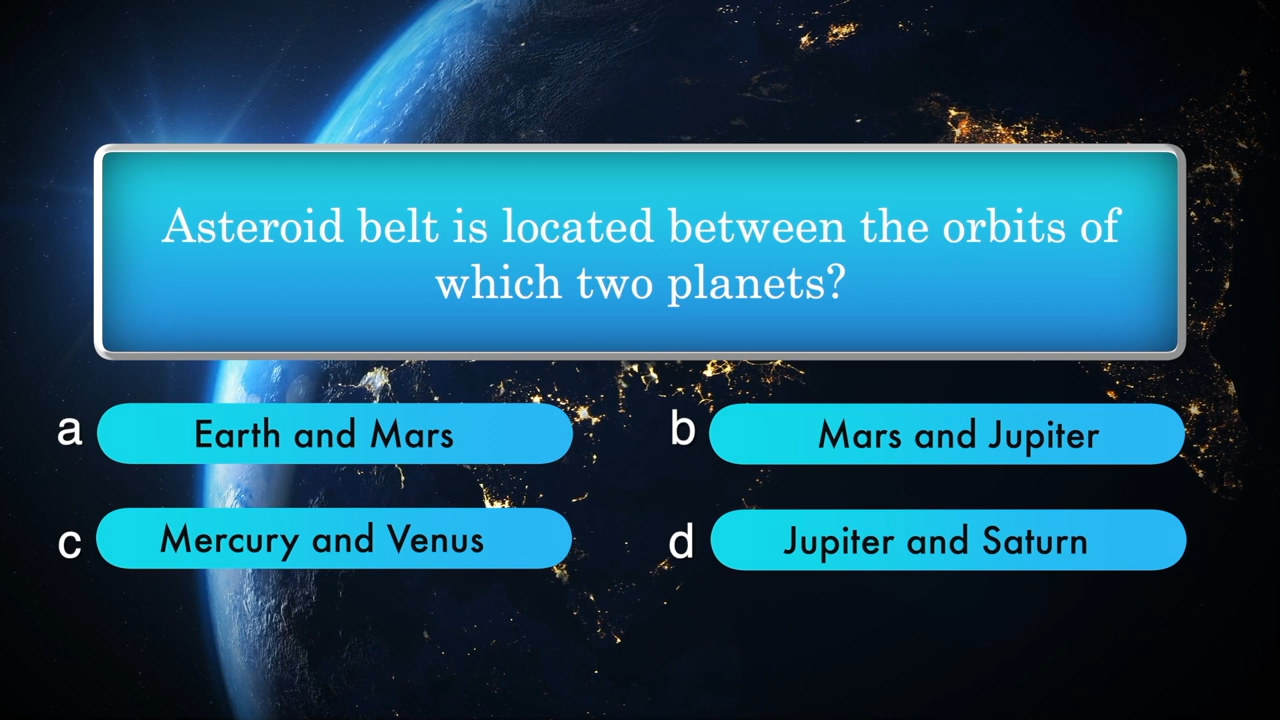 Asteroid belt is located between the orbits of
which two planets?
a Earth and Mars
b Mars and Jupiter
c Mercury and Venus
d Jupiter and Saturn